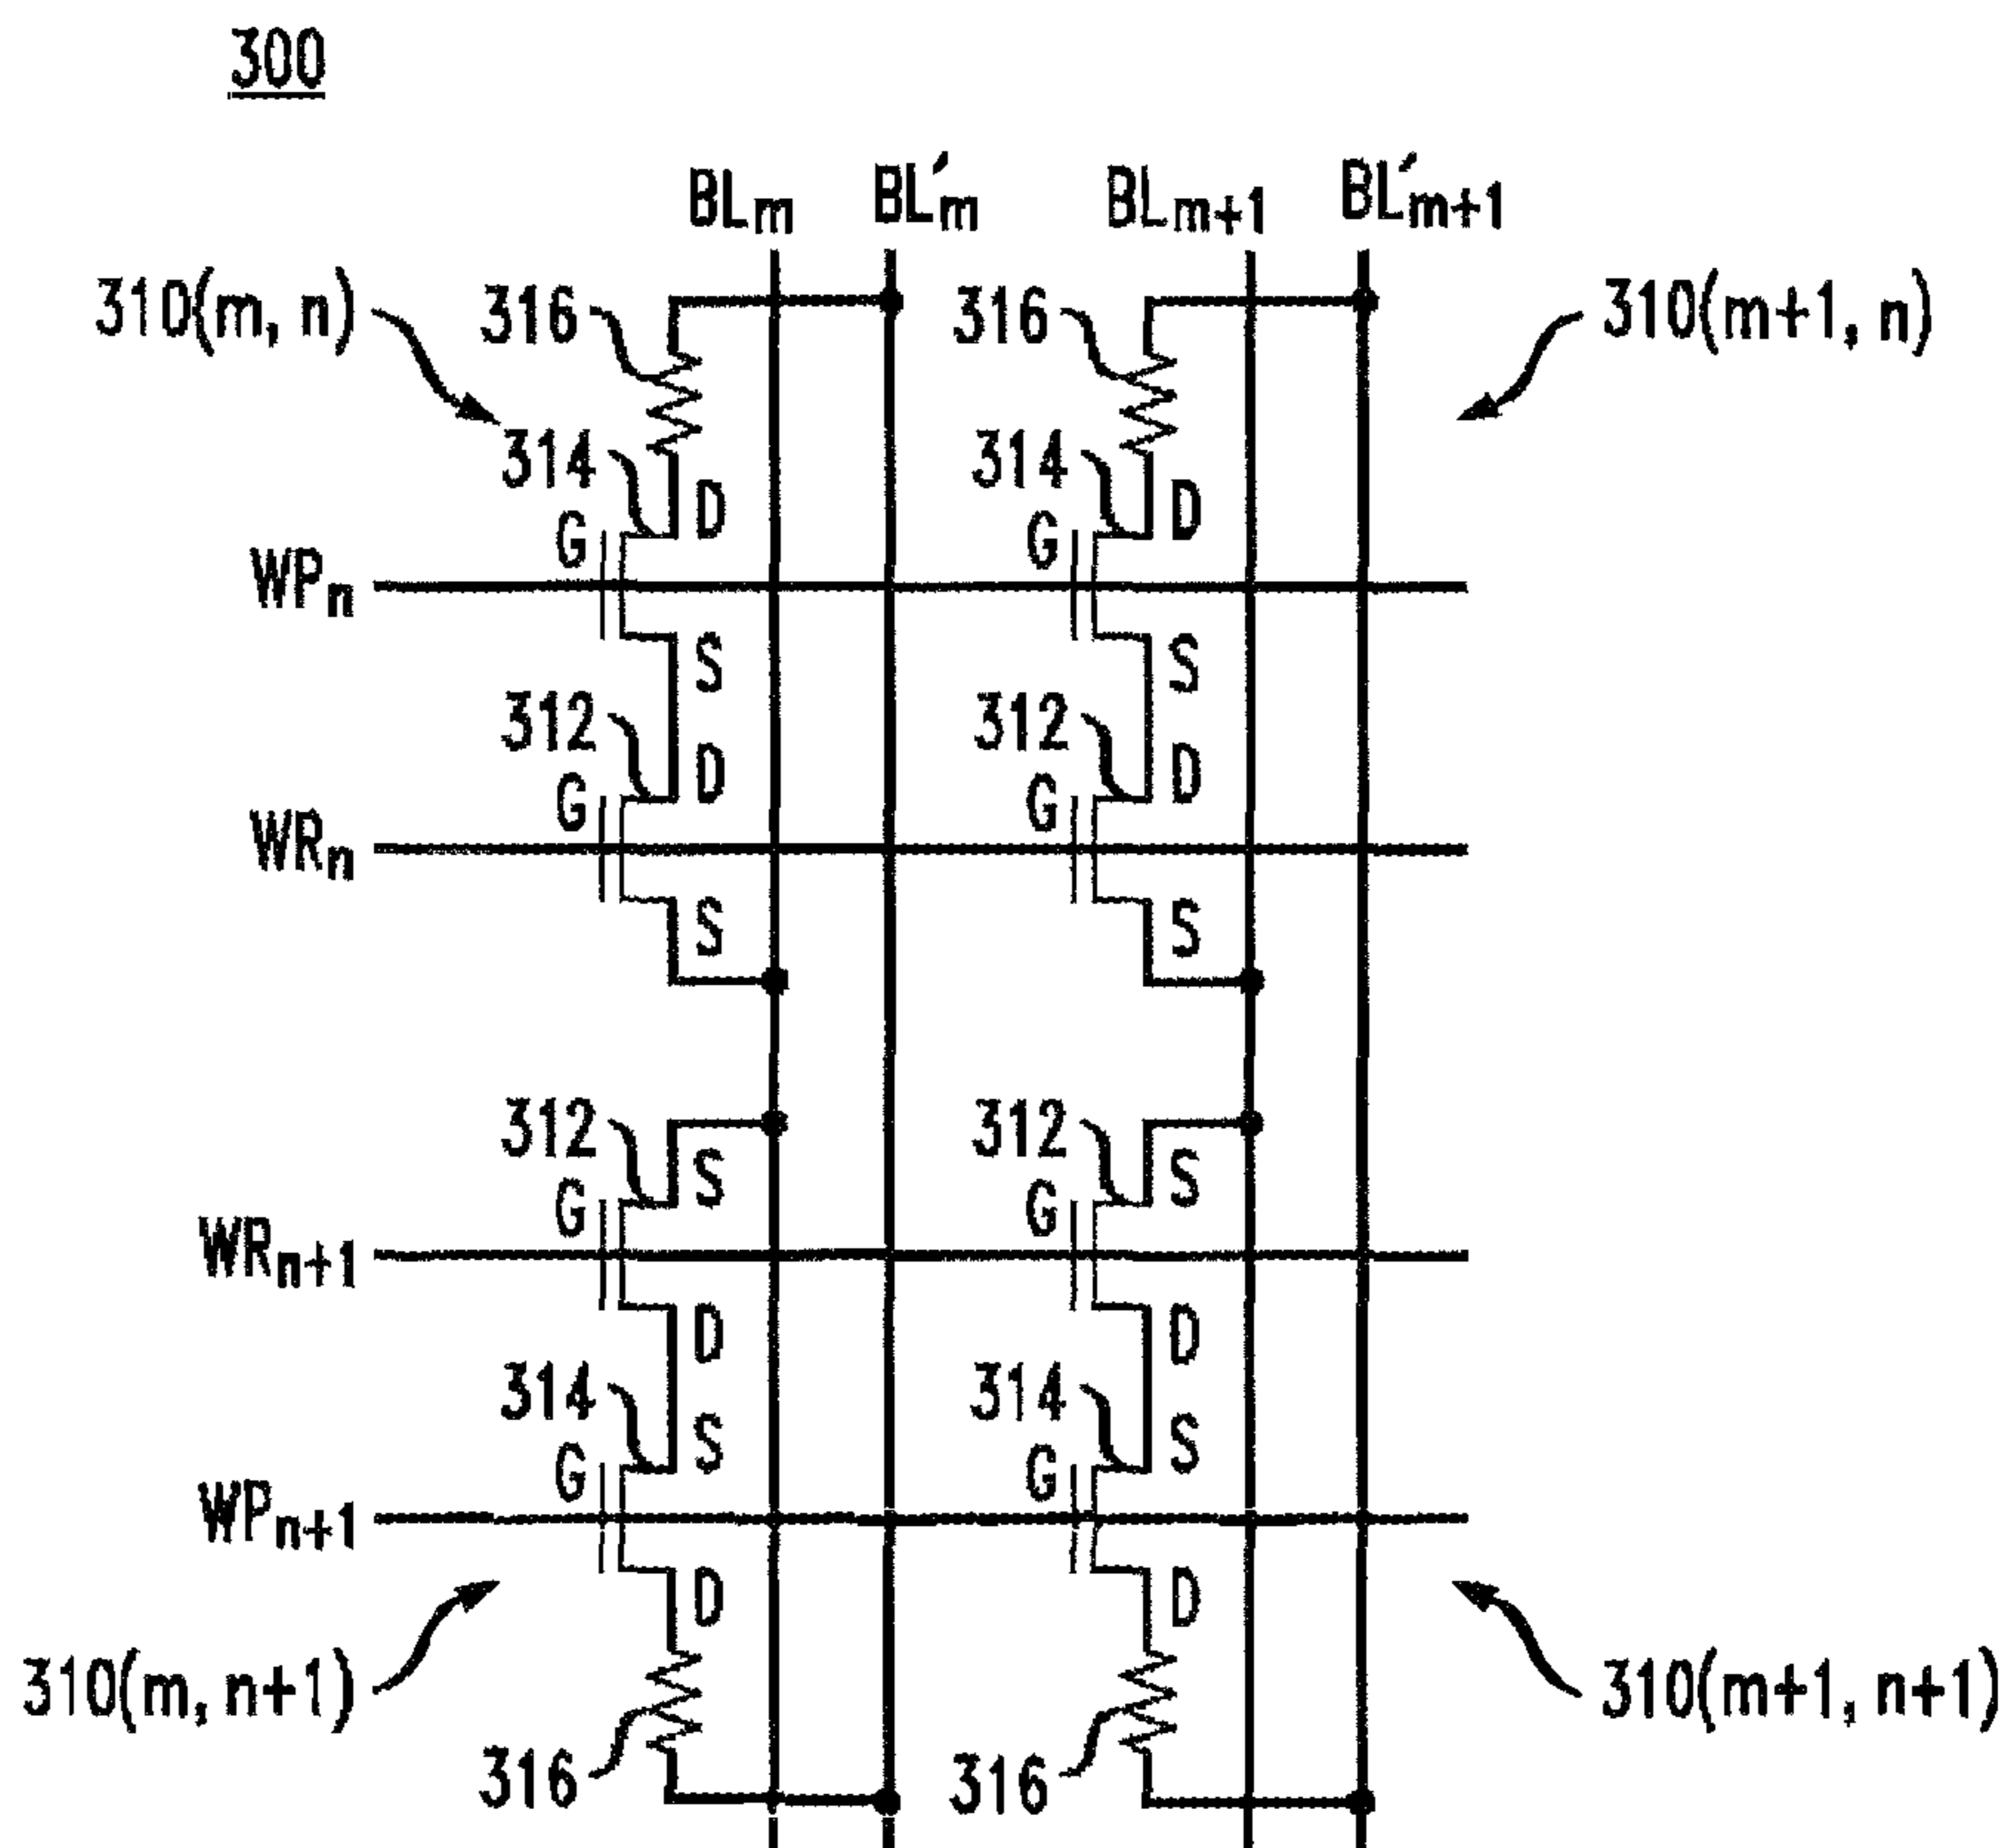 300
BLm BL′m BLm+1 BL′m+1
310(m, n) 316 316 310(m+1, n)
314 D 314 D
G G
WPn
S S
312 D 312 D
G G
WRn
S S
312 S 312 S
G G
WRn+1
D D
314 S 314 S
G G
WPn+1
D D
310(m, n+1) 310(m+1, n+1)
316 316